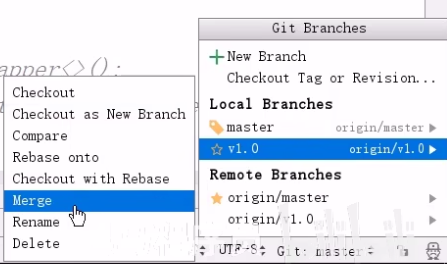 Git Branches
+ New Branch
Checkout Tag or Revision...
Local Branches
master origin/master
v1.0 origin/v1.0
Remote Branches
origin/master
origin/v1.0
apper<>();
Checkout
Checkout as New Branch
Compare
Rebase onto
Checkout with Rebase
Merge
Rename
Delete
UTF-8 Git: master